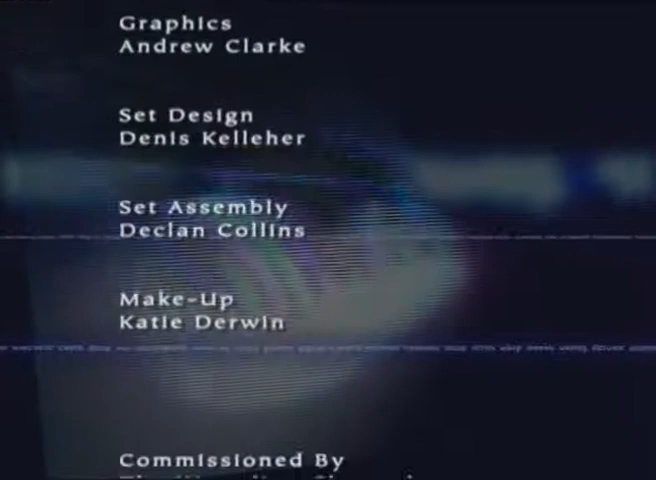 Graphics
Andrew Clarke
Set Design
Denis Kelleher
Set Assembly
Declan Collins
Make-Up
Katie Derwin
Commissioned By